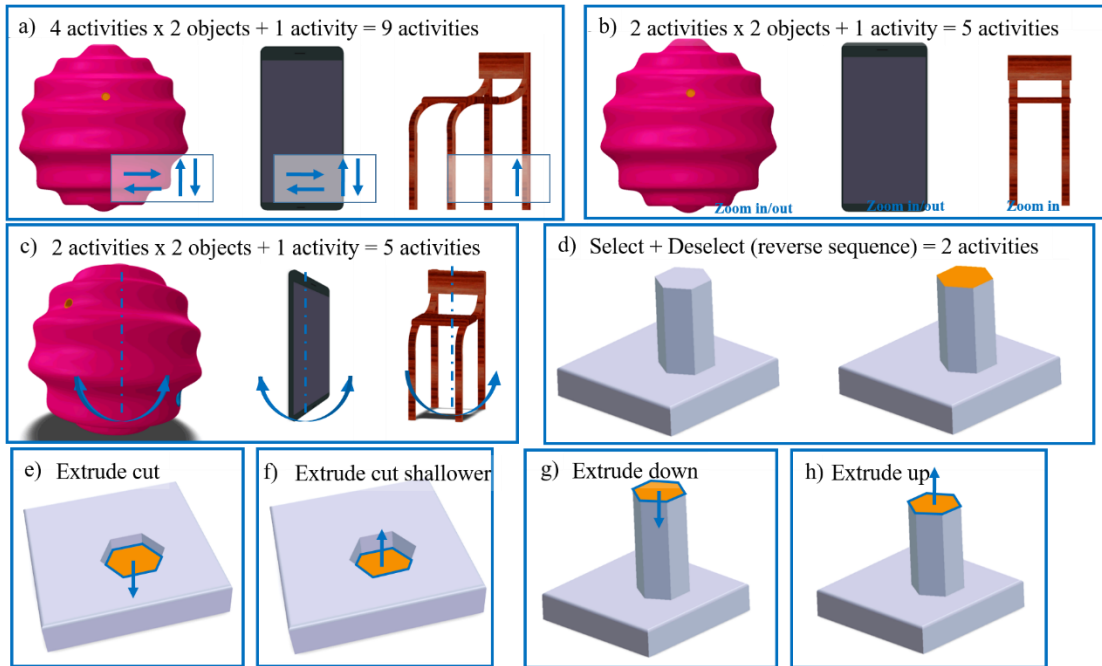 a) 4 activities x 2 objects + 1 activity = 9 activities
b) 2 activities x 2 objects + 1 activity = 5 activities
Zoom in/out
Zoom in/out
Zoom in
c) 2 activities x 2 objects + 1 activity = 5 activities
d) Select + Deselect (reverse sequence) = 2 activities
e) Extrude cut
f) Extrude cut shallower
g) Extrude down
h) Extrude up